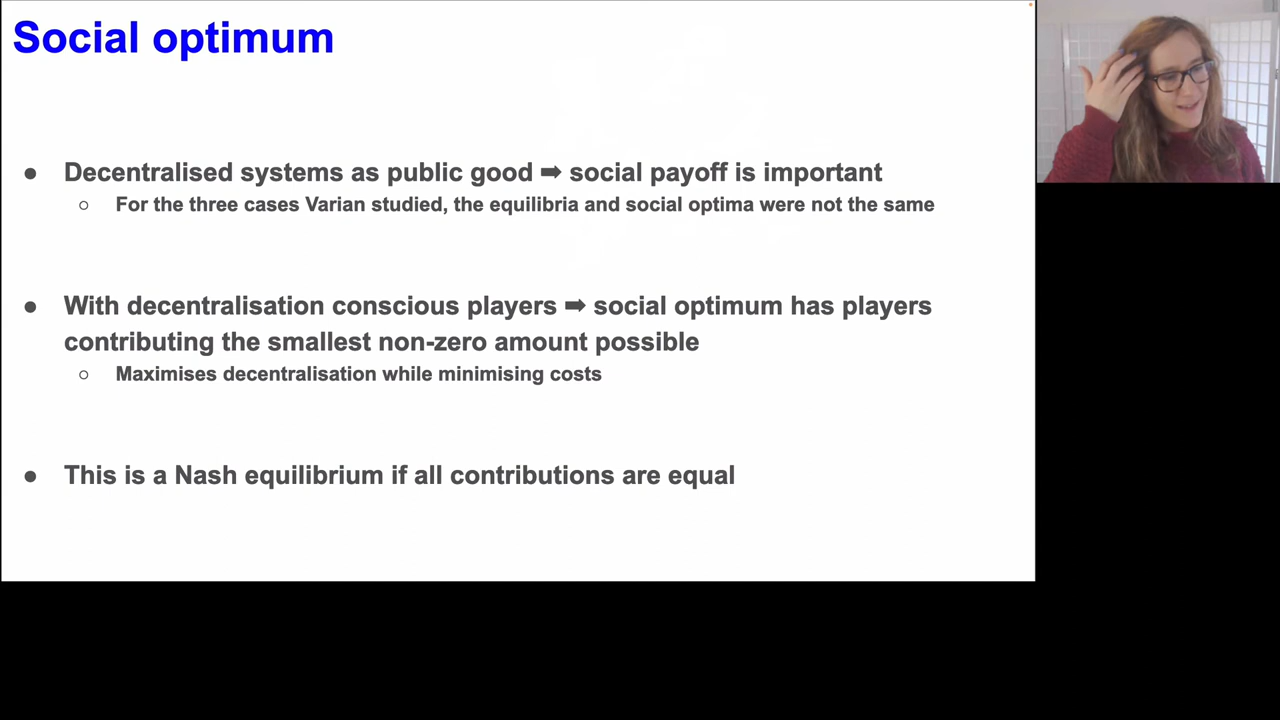 Social optimum
● Decentralised systems as public good ➡ social payoff is important
○ For the three cases Varian studied, the equilibria and social optima were not the same
● With decentralisation conscious players ➡ social optimum has players
contributing the smallest non-zero amount possible
○ Maximises decentralisation while minimising costs
● This is a Nash equilibrium if all contributions are equal